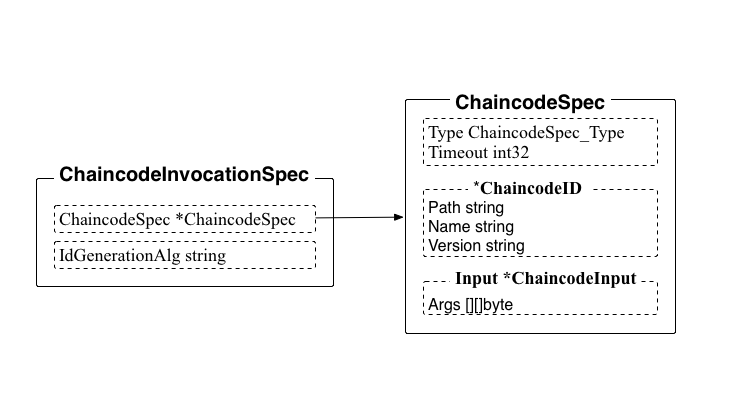 ChaincodeInvocationSpec
ChaincodeSpec *ChaincodeSpec
IdGenerationAlg string
ChaincodeSpec
Type ChaincodeSpec_Type
Timeout int32
*ChaincodeID
Path string
Name string
Version string
Input *ChaincodeInput
Args [][]byte